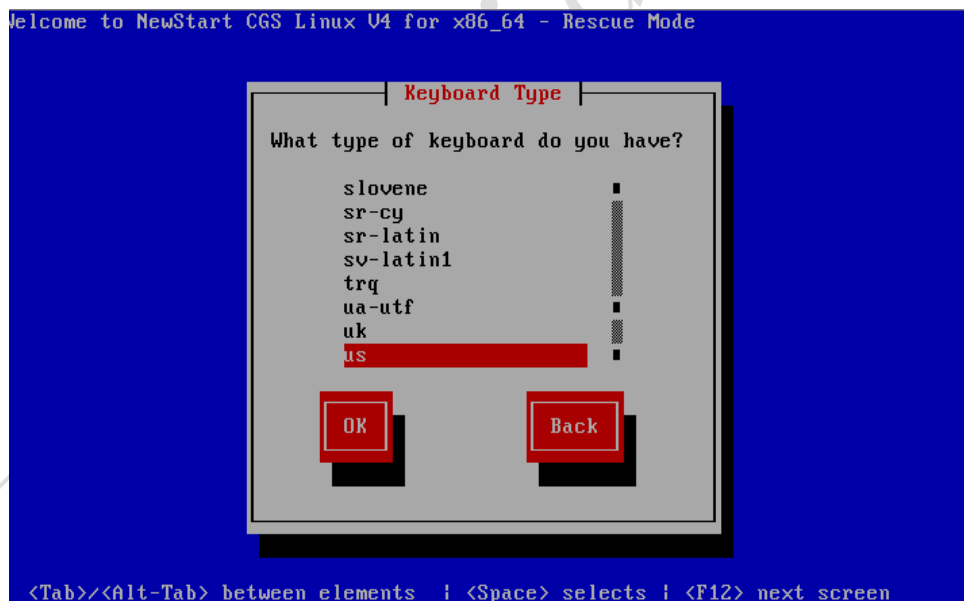 Welcome to NewStart CGS Linux V4 for x86_64 - Rescue Mode
Keyboard Type
What type of keyboard do you have?
slovene
sr-cy
sr-latin
sv-latin1
trq
ua-utf
uk
us
OK Back
<Tab>/<Alt-Tab> between elements | <Space> selects | <F12> next screen